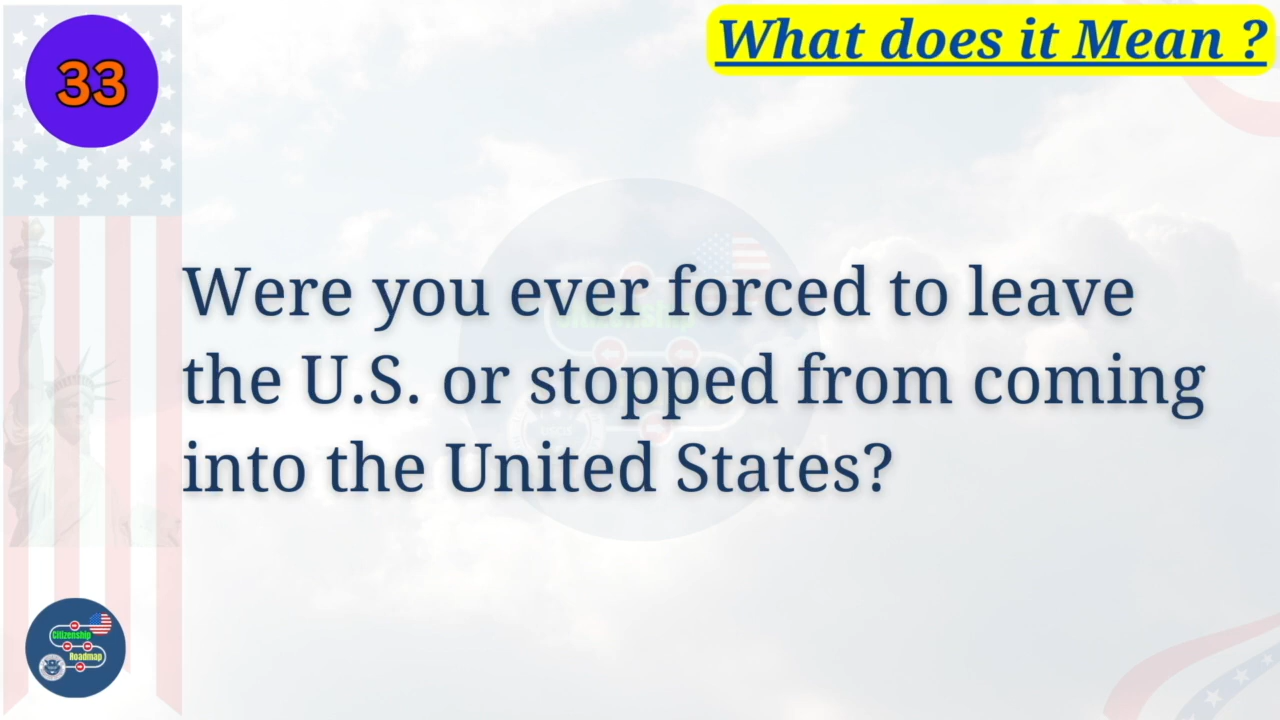 33
What does it Mean ?
Were you ever forced to leave
the U.S. or stopped from coming
into the United States?
Citizenship
Roadmap